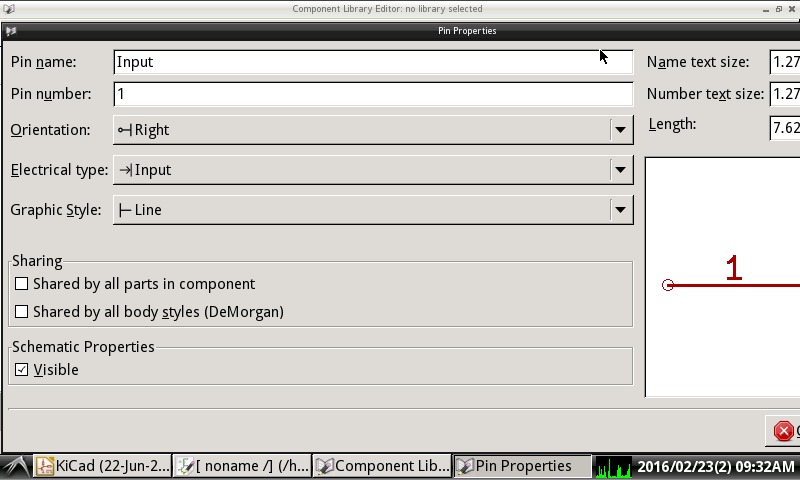 Component Library Editor: no library selected
Pin Properties
Pin name: Input
Name text size: 1.27
Pin number: 1
Number text size: 1.27
Orientation: Right
Length: 7.62
Electrical type: Input
Graphic Style: Line
Sharing
Shared by all parts in component
1
Shared by all body styles (DeMorgan)
Schematic Properties
Visible
KiCad (22-Jun-2... [ noname /] (/h... Component Lib... Pin Properties 2016/02/23(2) 09:32AM